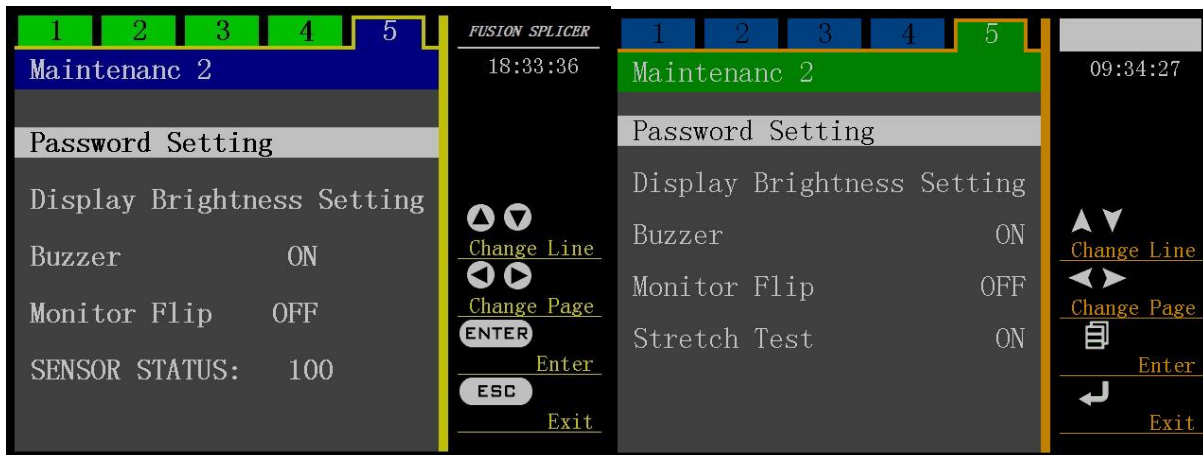 1 2 3 4 5
Maintenanc 2
Password Setting
Display Brightness Setting
Buzzer ON
Monitor Flip OFF
SENSOR STATUS: 100
FUSION SPLICER
18:33:36
Change Line
Change Page
ENTER
Enter
ESC
Exit
1 2 3 4 5
Maintenanc 2
Password Setting
Display Brightness Setting
Buzzer ON
Monitor Flip OFF
Stretch Test ON
09:34:27
Change Line
Change Page
Enter
Exit